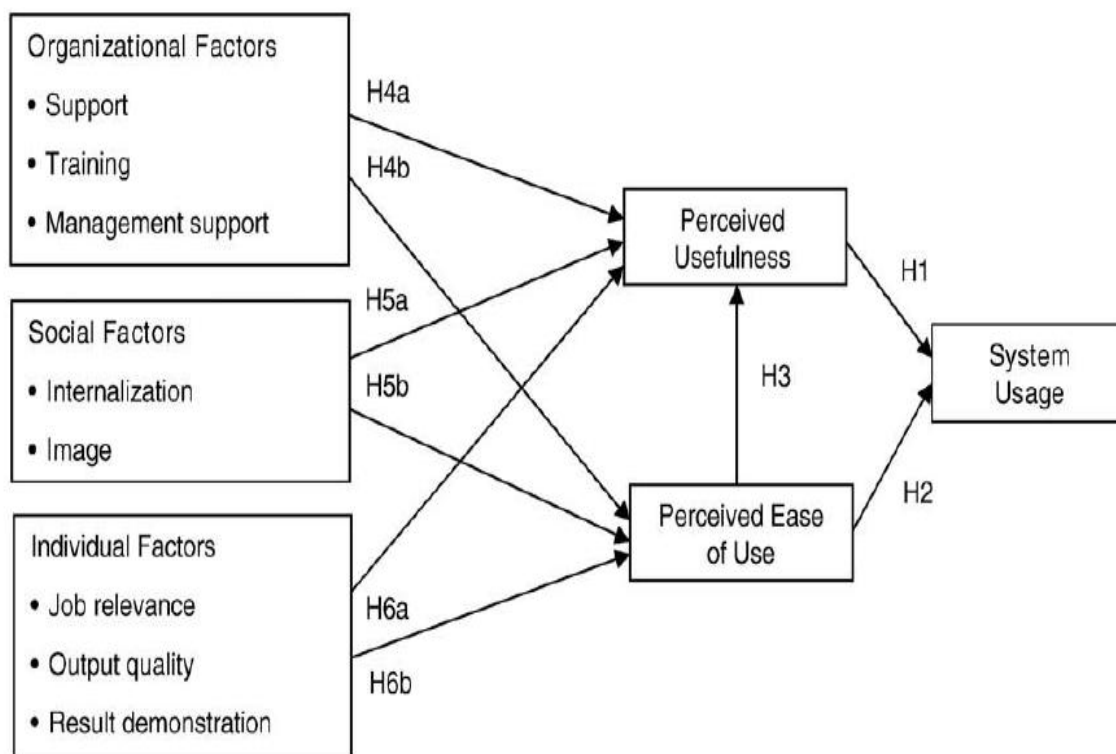 Organizational Factors
• Support
• Training
• Management support
H4a
H4b
Social Factors
• Internalization
• Image
H5a
H5b
Individual Factors
• Job relevance
• Output quality
• Result demonstration
H6a
H6b
Perceived
Usefulness
H3
Perceived Ease
of Use
H1
H2
System
Usage